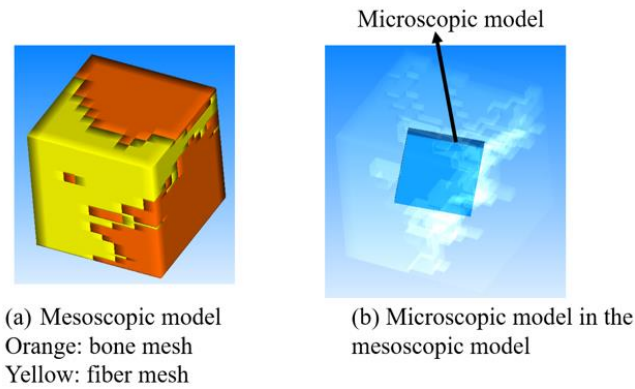 Microscopic model
(a) Mesoscopic model
Orange: bone mesh
Yellow: fiber mesh
(b) Microscopic model in the
mesoscopic model